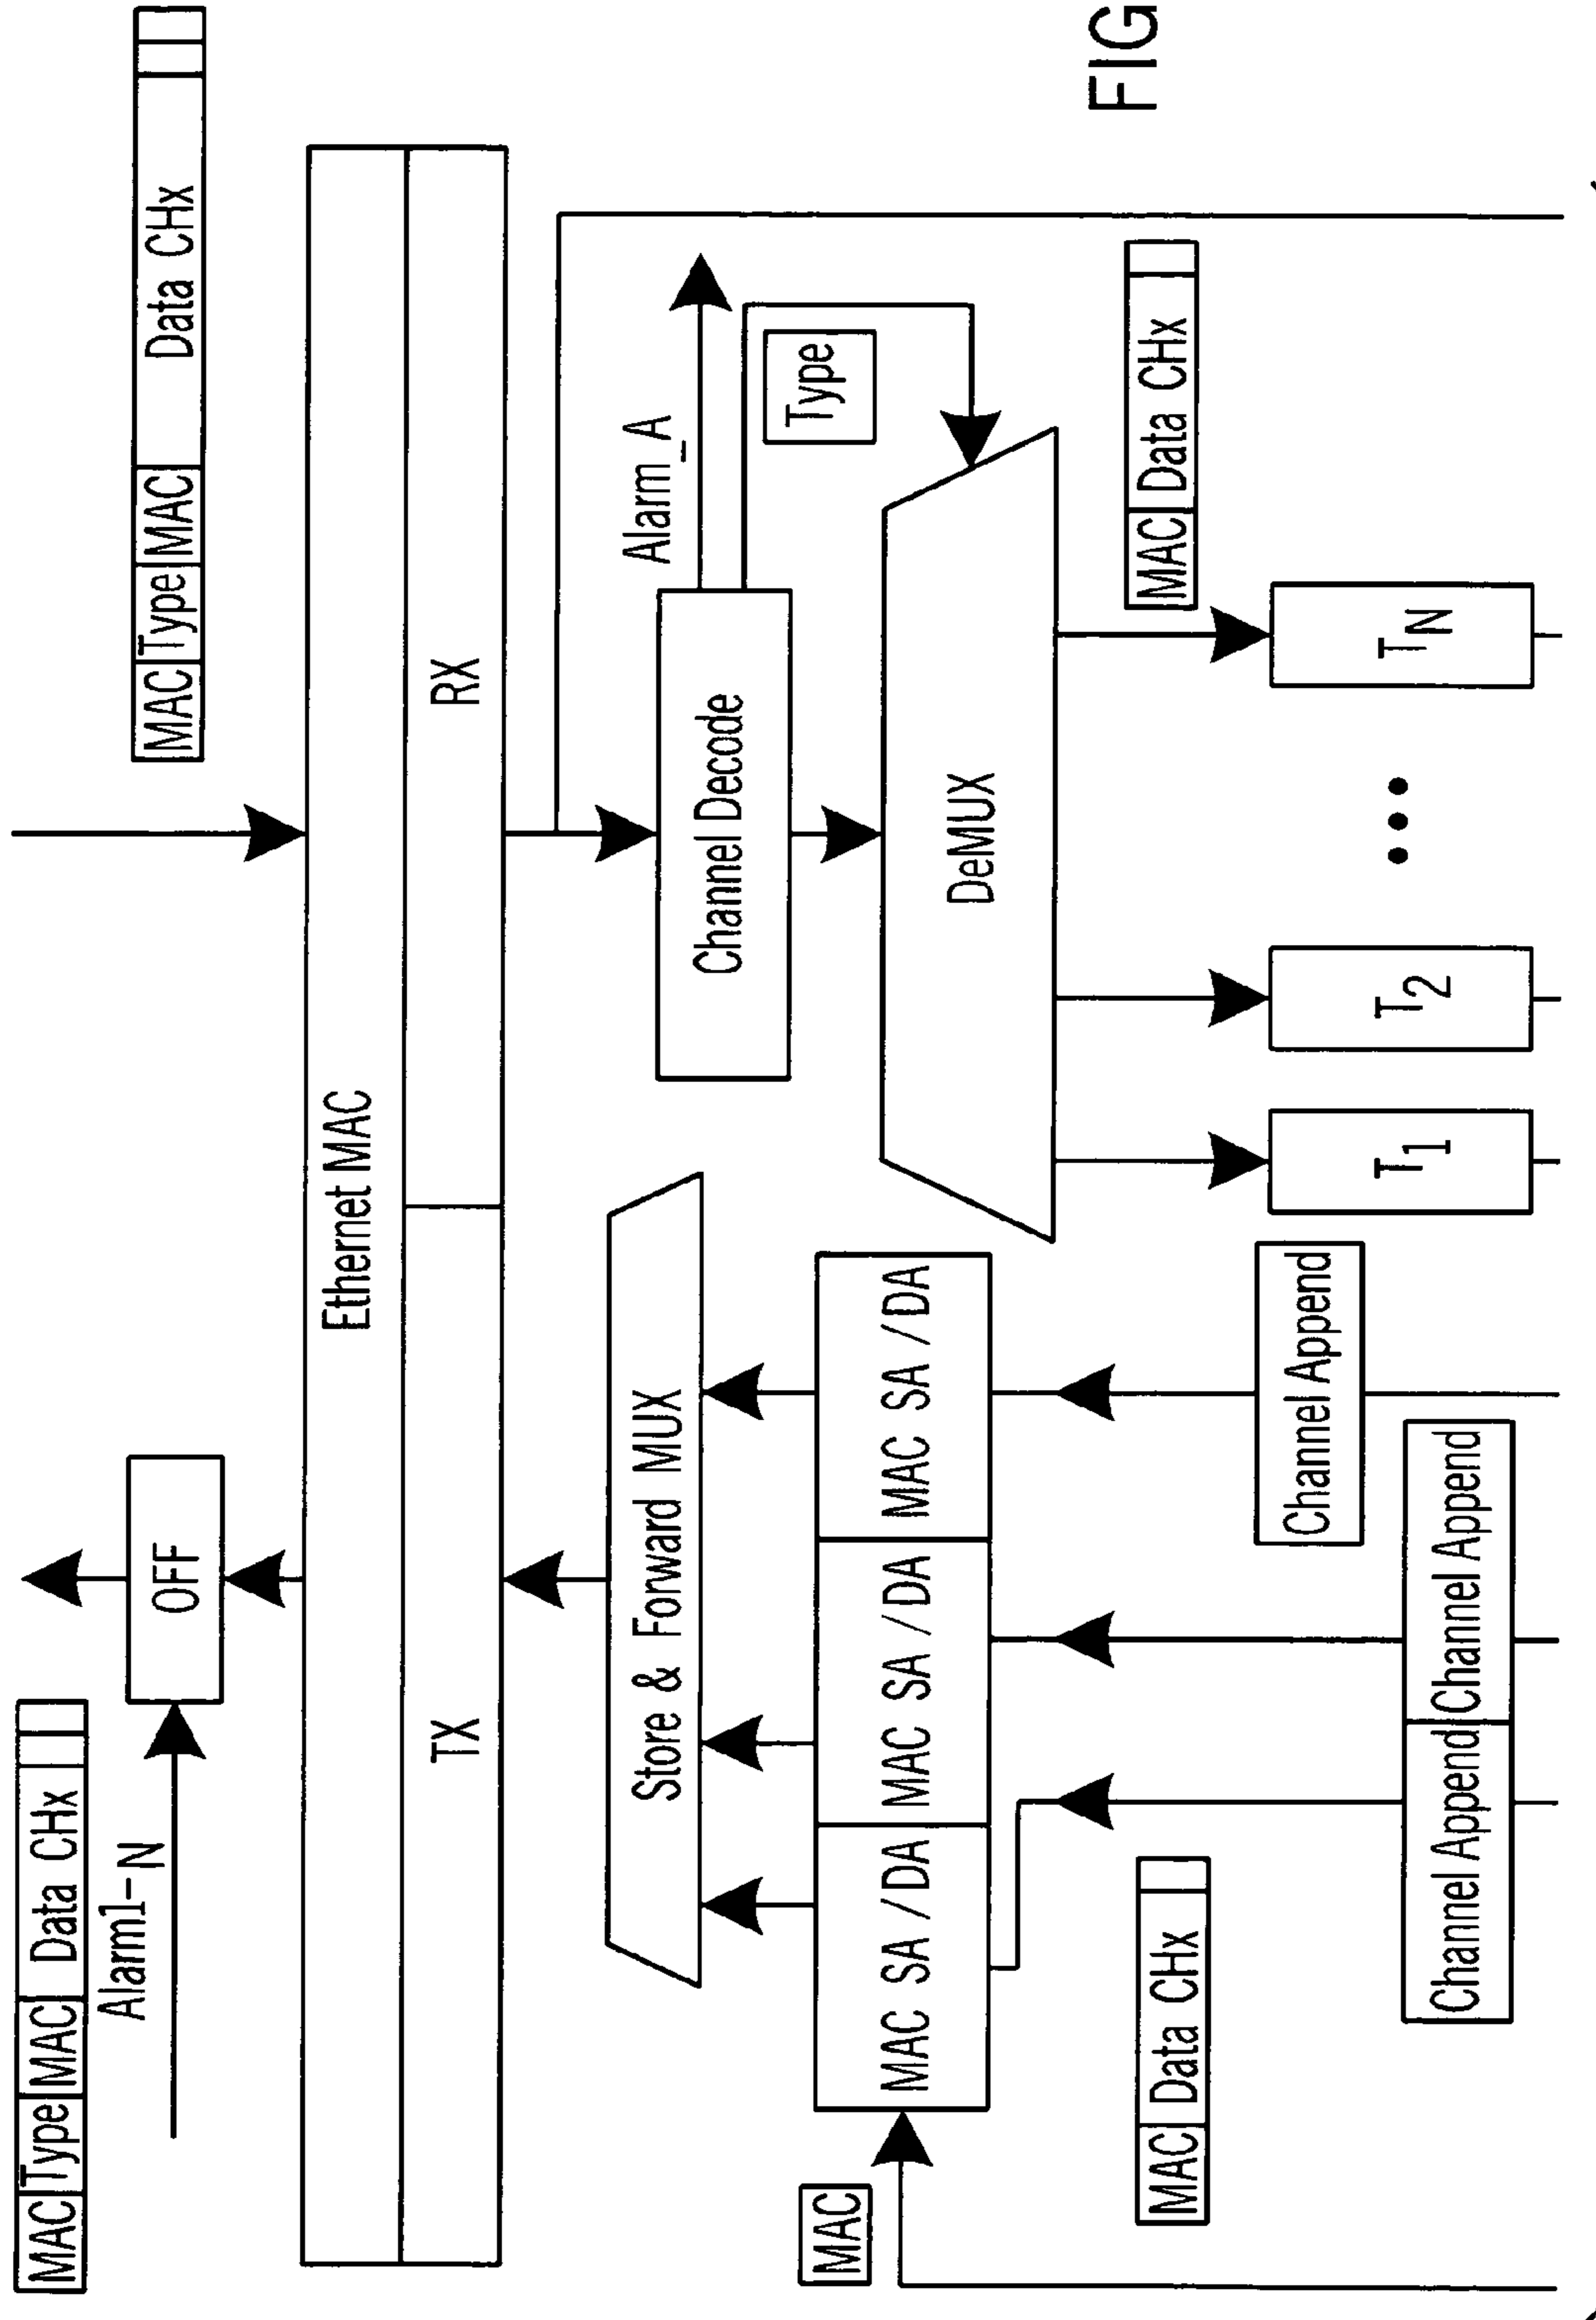 MAC Type MAC Data CHx
Alarm1-N
OFF
MAC Type MAC Data CHx
Ethernet MAC
TX
RX
Store & Forward MUX
Alarm_A
Channel Decode
Type
MAC
MAC SA /DA
MAC SA /DA
MAC SA /DA
DeMUX
MAC Data CHx
MAC Data CHx
Channel Append
Channel Append
Channel Append
T1
T2
...
TN
FIG